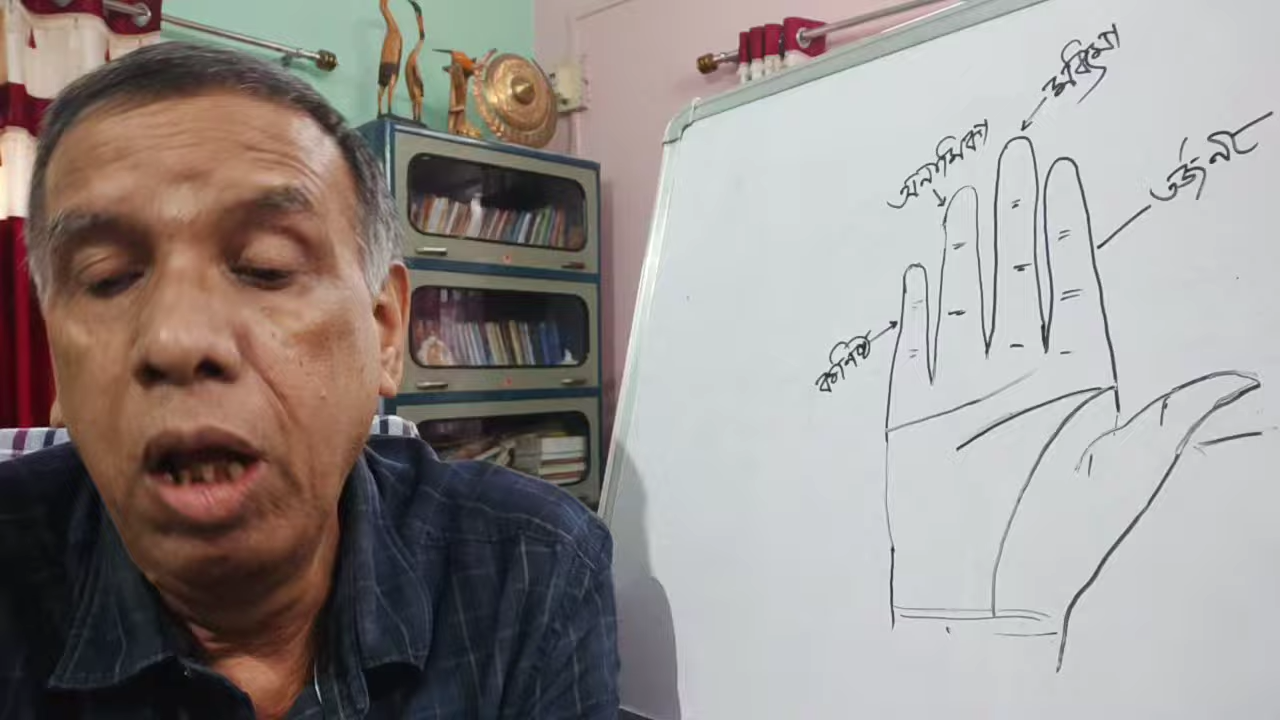 মধ্যমা
অনামিকা
তর্জনী
কনিষ্ঠ